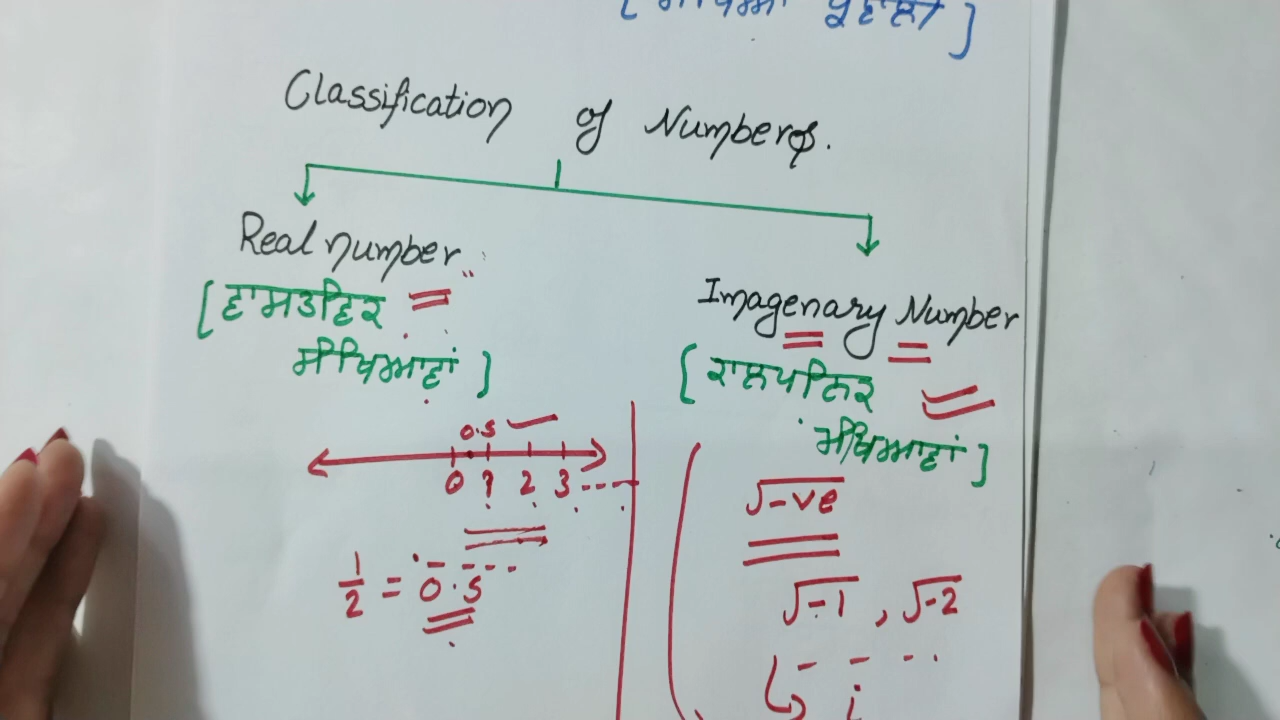 Classification of Numbers.
Real number
[ਵਾਸਤਵਿਕ
ਸੰਖਿਆਵਾਂ]
Imagenary Number
[ਕਾਲਪਨਿਕ
ਸੰਖਿਆਵਾਂ]
0.5
0 1 2 3 ----
1/2 = 0.5
√-ve
√-1 , √-2
i